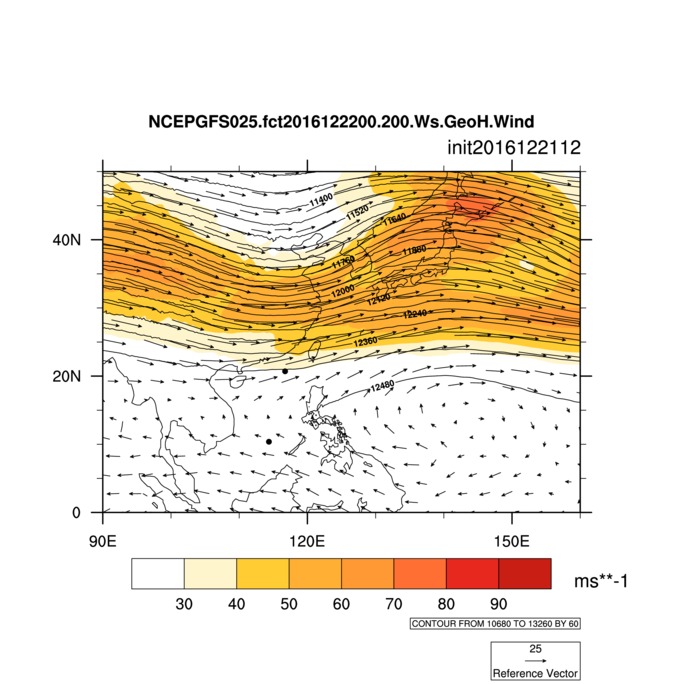 NCEPGFS025.fct2016122200.200.Ws.GeoH.Wind
init2016122112
11400
11520
11640
11760
11880
12000
12120
12240
12360
12480
40N
20N
0
90E 120E 150E
30 40 50 60 70 80 90
ms**-1
CONTOUR FROM 10680 TO 13260 BY 60
25
Reference Vector